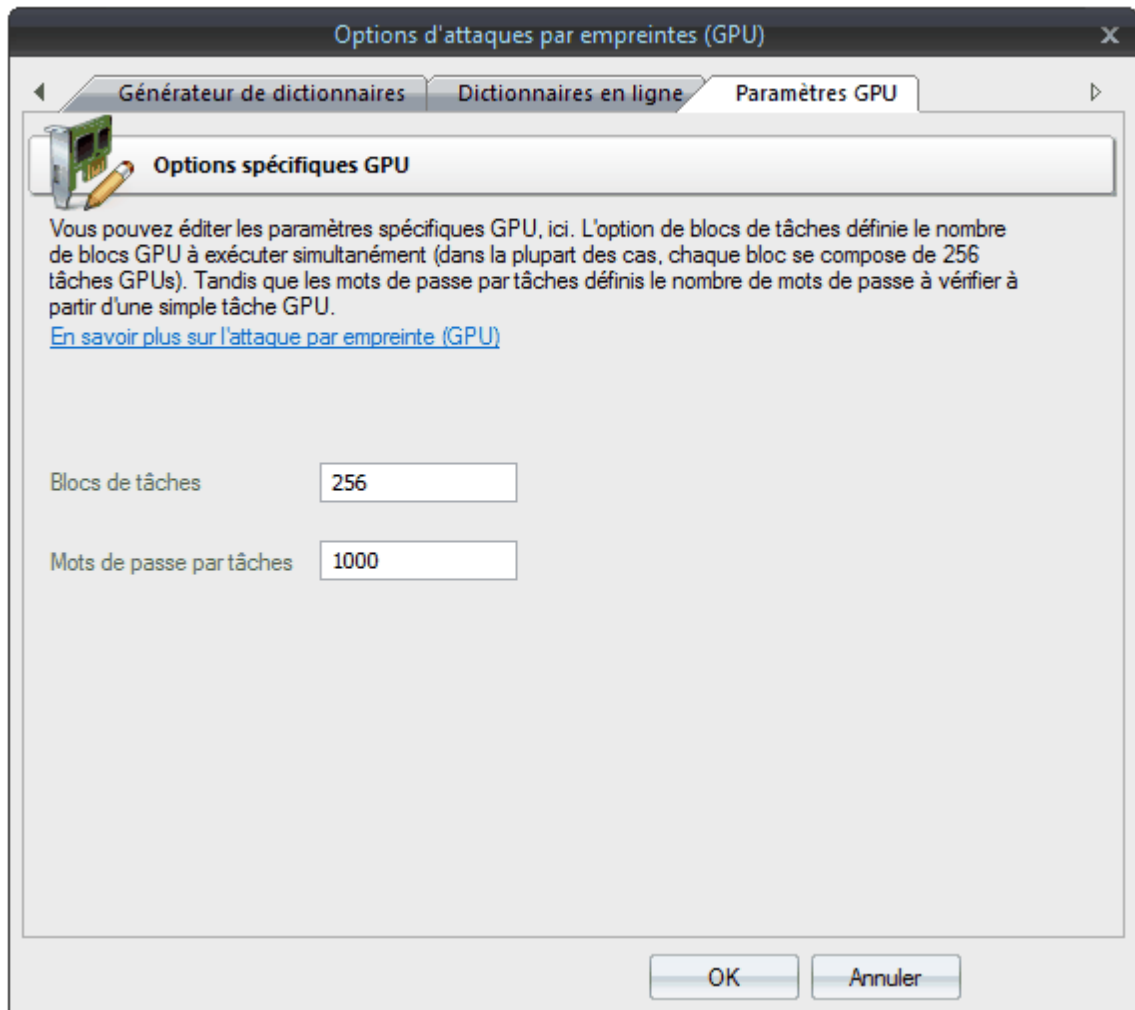 Options d'attaques par empreintes (GPU)
Générateur de dictionnaires
Dictionnaires en ligne
Paramètres GPU
Options spécifiques GPU
Vous pouvez éditer les paramètres spécifiques GPU, ici. L'option de blocs de tâches définie le nombre
de blocs GPU à exécuter simultanément (dans la plupart des cas, chaque bloc se compose de 256
tâches GPUs). Tandis que les mots de passe par tâches définis le nombre de mots de passe à vérifier à
partir d'une simple tâche GPU.
En savoir plus sur l'attaque par empreinte (GPU)
Blocs de tâches 256
Mots de passe par tâches 1000
OK Annuler